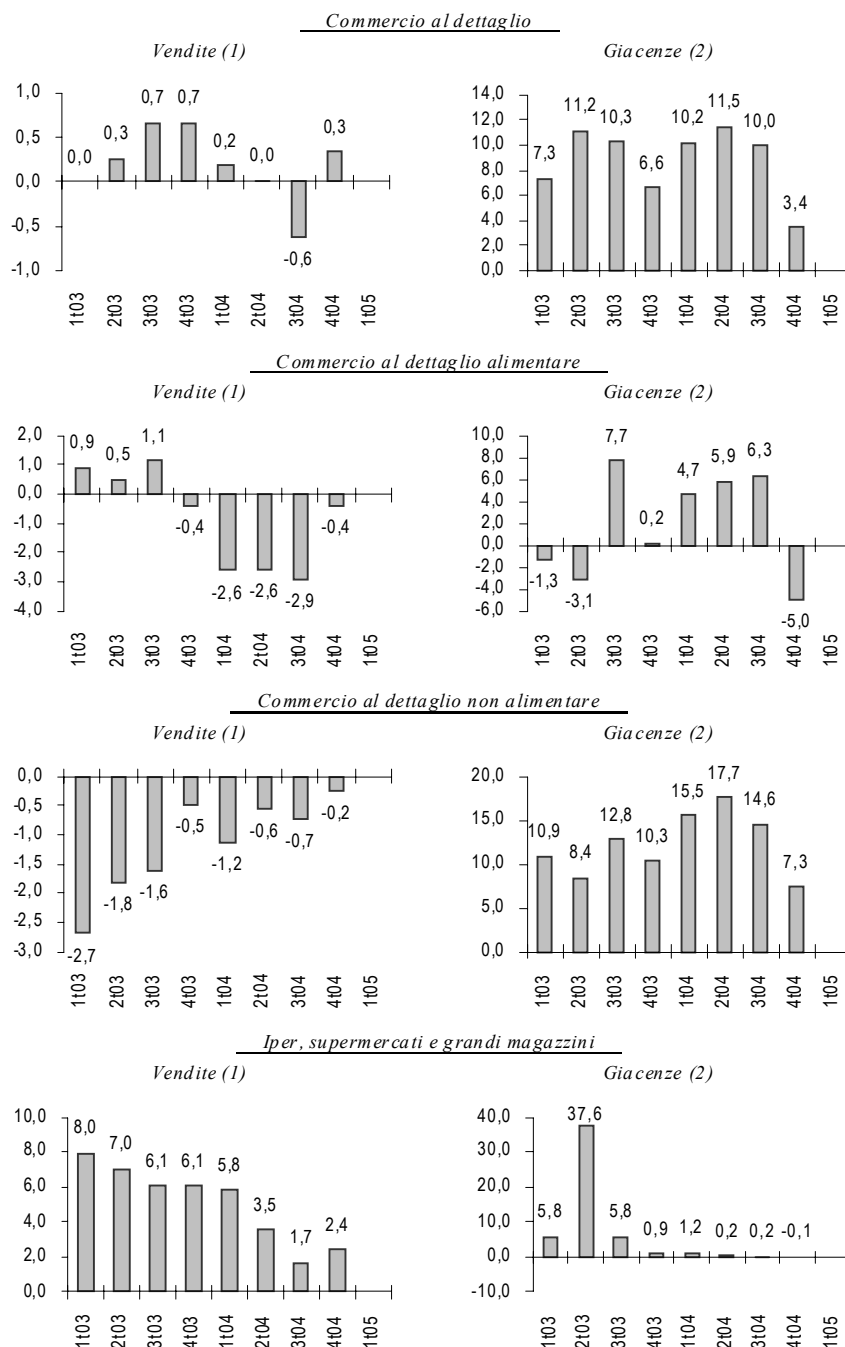 Commercio al dettaglio
Vendite (1)
1,0
0,5
0,0
-0,5
-1,0
0,0
0,3
0,7
0,7
0,2
0,0
-0,6
0,3
1t03
2t03
3t03
4t03
1t04
2t04
3t04
4t04
1t05
Giacenze (2)
14,0
12,0
10,0
8,0
6,0
4,0
2,0
0,0
7,3
11,2
10,3
6,6
10,2
11,5
10,0
3,4
1t03
2t03
3t03
4t03
1t04
2t04
3t04
4t04
1t05
Commercio al dettaglio alimentare
Vendite (1)
2,0
1,0
0,0
-1,0
-2,0
-3,0
-4,0
0,9
0,5
1,1
-0,4
-2,6
-2,6
-2,9
-0,4
1t03
2t03
3t03
4t03
1t04
2t04
3t04
4t04
1t05
Giacenze (2)
10,0
8,0
6,0
4,0
2,0
0,0
-2,0
-4,0
-6,0
-1,3
-3,1
7,7
0,2
4,7
5,9
6,3
-5,0
1t03
2t03
3t03
4t03
1t04
2t04
3t04
4t04
1t05
Commercio al dettaglio non alimentare
Vendite (1)
0,0
-0,5
-1,0
-1,5
-2,0
-2,5
-3,0
-2,7
-1,8
-1,6
-0,5
-1,2
-0,6
-0,7
-0,2
1t03
2t03
3t03
4t03
1t04
2t04
3t04
4t04
1t05
Giacenze (2)
20,0
15,0
10,0
5,0
0,0
10,9
8,4
12,8
10,3
15,5
17,7
14,6
7,3
1t03
2t03
3t03
4t03
1t04
2t04
3t04
4t04
1t05
Iper, supermercati e grandi magazzini
Vendite (1)
10,0
8,0
6,0
4,0
2,0
0,0
8,0
7,0
6,1
6,1
5,8
3,5
1,7
2,4
1t03
2t03
3t03
4t03
1t04
2t04
3t04
4t04
1t05
Giacenze (2)
40,0
30,0
20,0
10,0
0,0
-10,0
5,8
37,6
5,8
0,9
1,2
0,2
0,2
-0,1
1t03
2t03
3t03
4t03
1t04
2t04
3t04
4t04
1t05